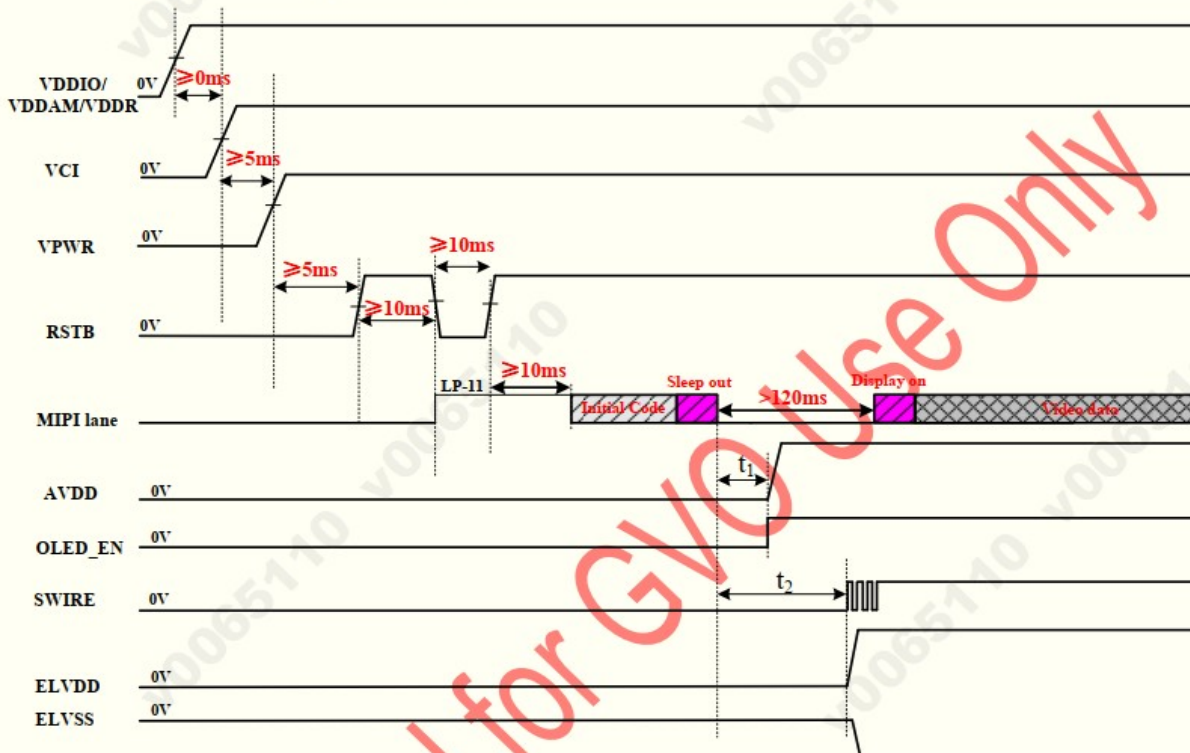 VDDIO/
VDDAM/VDDR
0V
≥0ms
VCI
0V
≥5ms
VPWR
0V
≥10ms
≥5ms
≥10ms
RSTB
0V
LP-11
≥10ms
Sleep out
Display on
MIPI lane
Initial Code
>120ms
Video data
t1
AVDD
0V
OLED_EN
0V
t2
SWIRE
0V
ELVDD
0V
ELVSS
0V
for GVO Use Only
v0065110
v0065110
v0065110